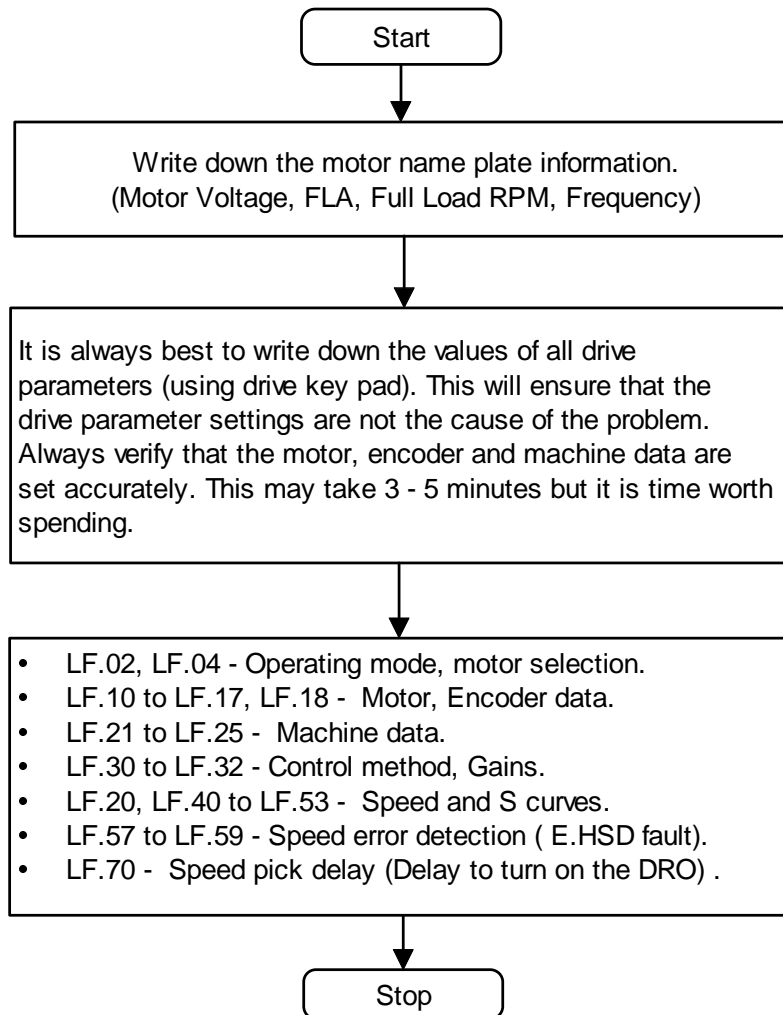 Start
Write down the motor name plate information.
(Motor Voltage, FLA, Full Load RPM, Frequency)
It is always best to write down the values of all drive
parameters (using drive key pad). This will ensure that the
drive parameter settings are not the cause of the problem.
Always verify that the motor, encoder and machine data are
set accurately. This may take 3 - 5 minutes but it is time worth
spending.
• LF.02, LF.04 - Operating mode, motor selection.
• LF.10 to LF.17, LF.18 - Motor, Encoder data.
• LF.21 to LF.25 - Machine data.
• LF.30 to LF.32 - Control method, Gains.
• LF.20, LF.40 to LF.53 - Speed and S curves.
• LF.57 to LF.59 - Speed error detection ( E.HSD fault).
• LF.70 - Speed pick delay (Delay to turn on the DRO) .
Stop